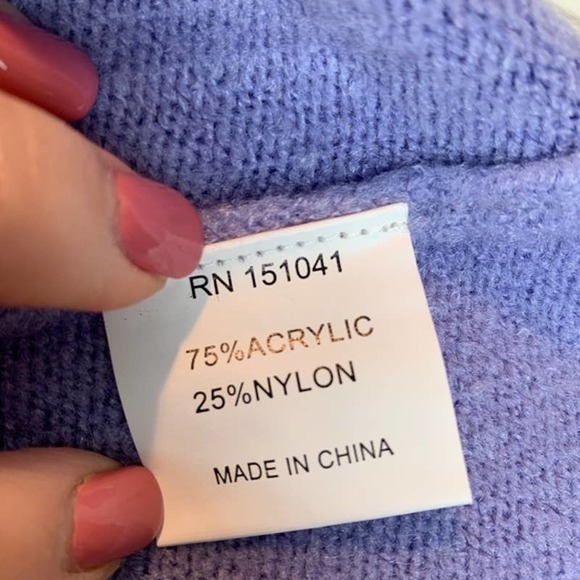 RN 151041
75%ACRYLIC
25%NYLON
MADE IN CHINA